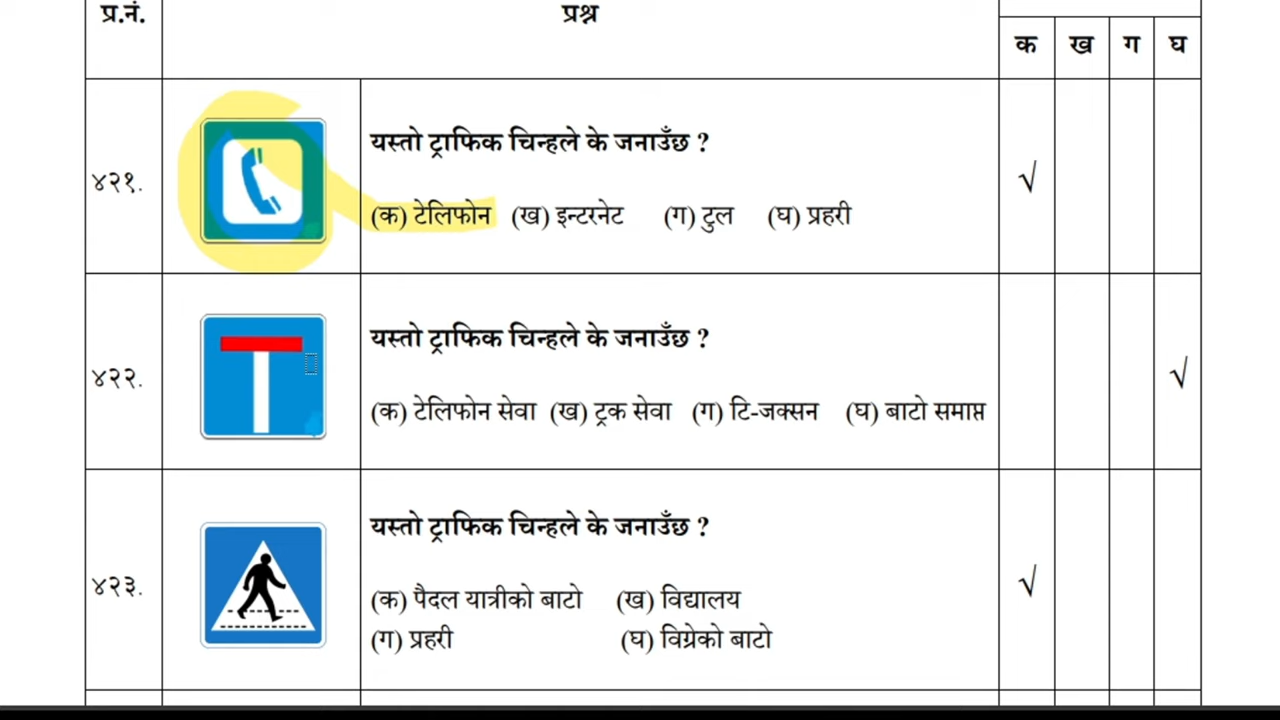 प्र.नं. प्रश्न
क ख ग घ
४२१. यस्तो ट्राफिक चिन्हले के जनाउँछ ? √
(क) टेलिफोन (ख) इन्टरनेट (ग) टुल (घ) प्रहरी
४२२. यस्तो ट्राफिक चिन्हले के जनाउँछ ? √
(क) टेलिफोन सेवा (ख) ट्रक सेवा (ग) टि-जक्सन (घ) बाटो समाप्त
४२३. यस्तो ट्राफिक चिन्हले के जनाउँछ ? √
(क) पैदल यात्रीको बाटो (ख) विद्यालय
(ग) प्रहरी (घ) विग्रेको बाटो